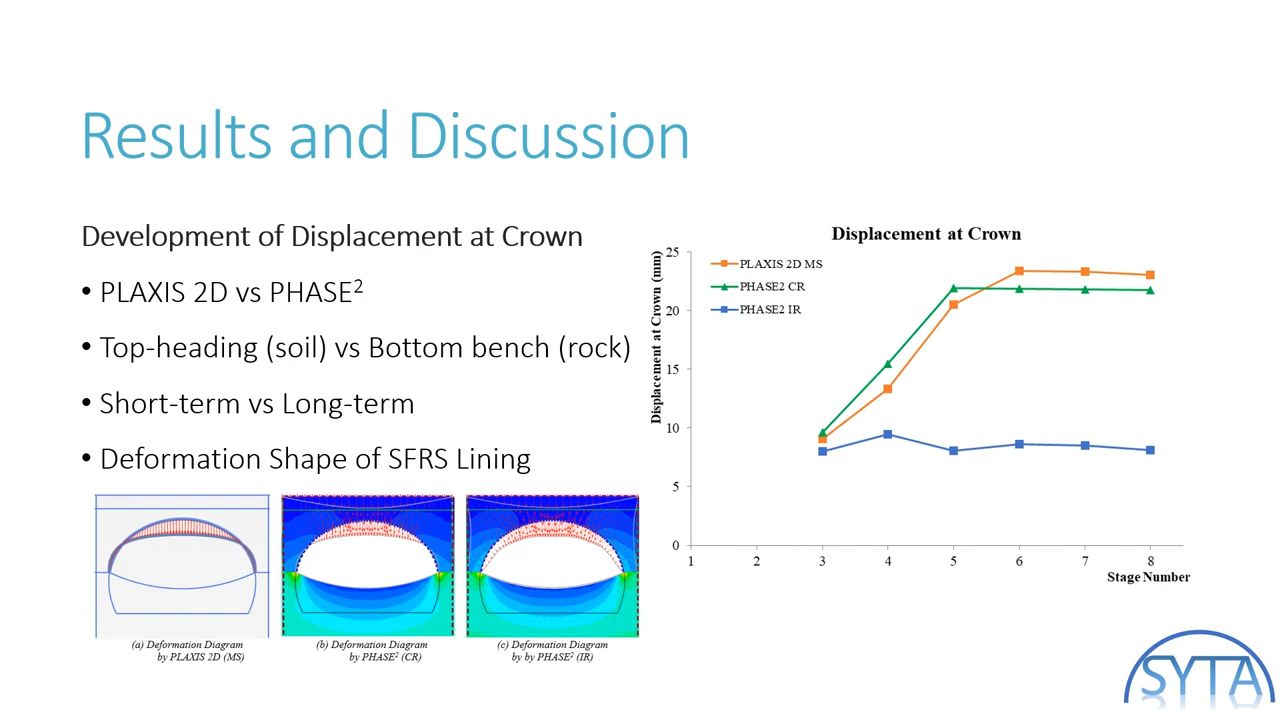 Results and Discussion
Development of Displacement at Crown
• PLAXIS 2D vs PHASE²
• Top-heading (soil) vs Bottom bench (rock)
• Short-term vs Long-term
• Deformation Shape of SFRS Lining
(a) Deformation Diagram
by PLAXIS 2D (MS)
(b) Deformation Diagram
by PHASE² (CR)
(c) Deformation Diagram
by by PHASE² (IR)
Displacement at Crown
Displacement at Crown (mm)
25
20
15
10
5
0
PLAXIS 2D MS
PHASE2 CR
PHASE2 IR
1 2 3 4 5 6 7 8
Stage Number
SYTA